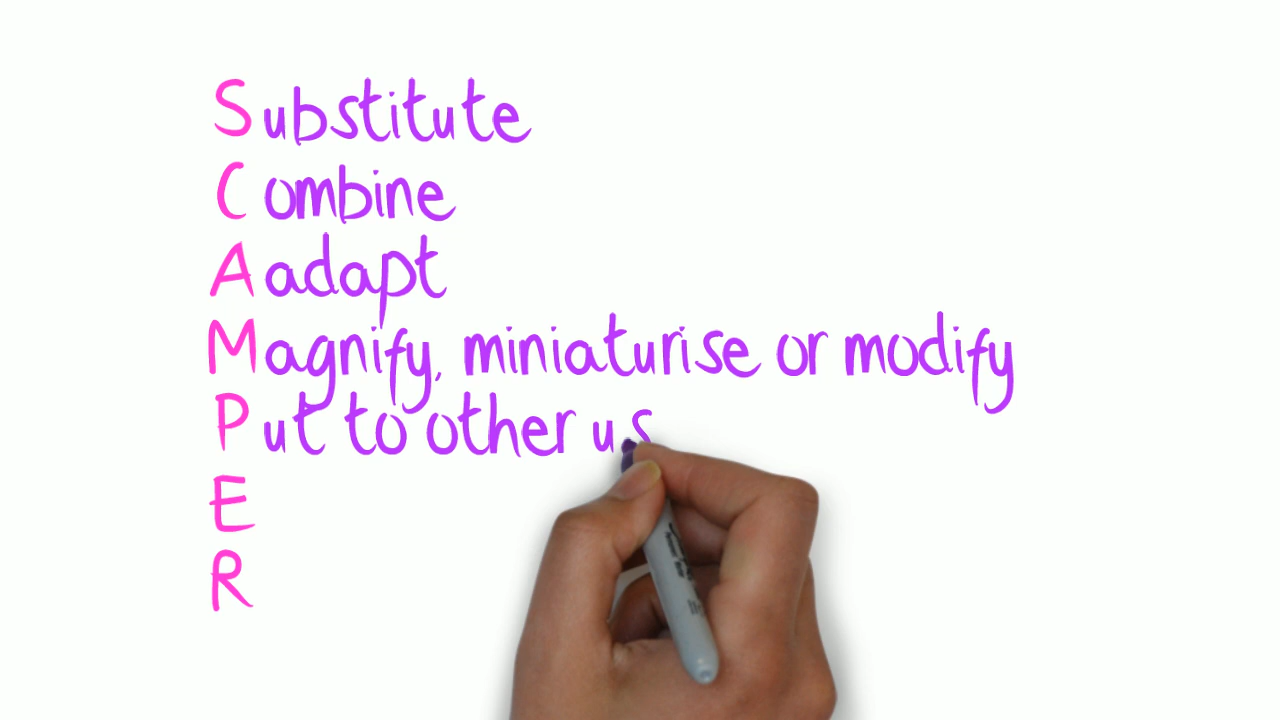 Substitute
Combine
Aadapt
Magnify, miniaturise or modify
Put to other us
E
R